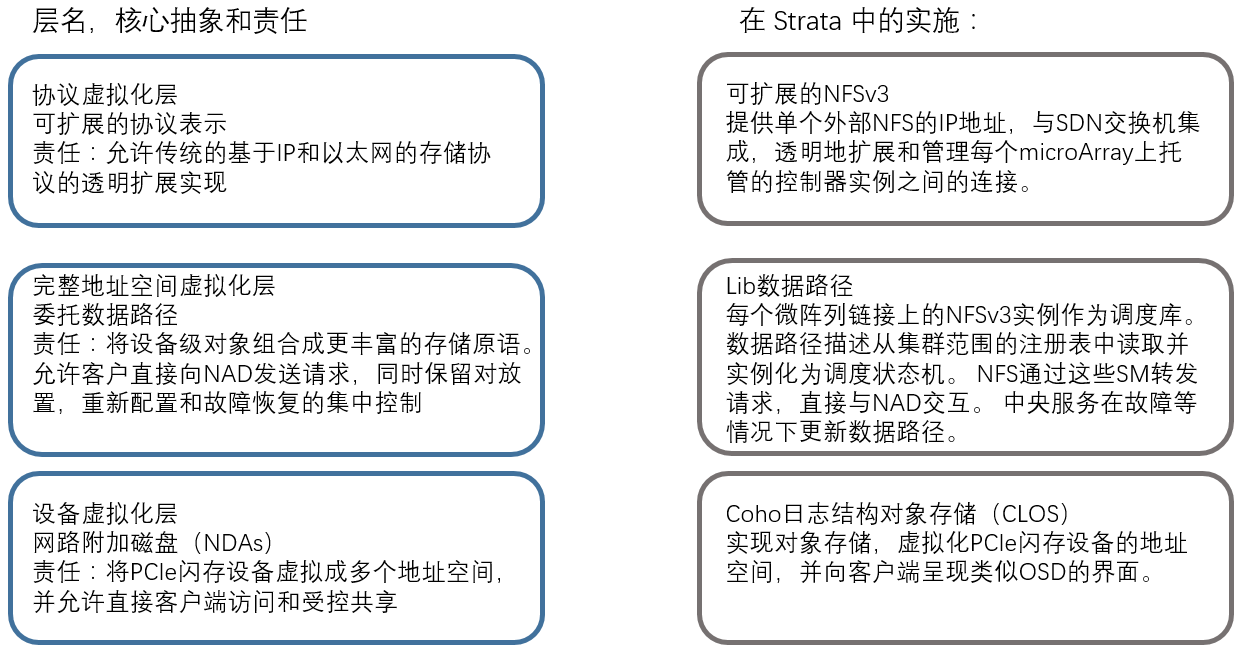 层名，核心抽象和责任
在 Strata 中的实施：
协议虚拟化层
可扩展的协议表示
责任：允许传统的基于IP和以太网的存储协
议的透明扩展实现
可扩展的NFSv3
提供单个外部NFS的IP地址，与SDN交换机集
成，透明地扩展和管理每个microArray上托
管的控制器实例之间的连接。
完整地址空间虚拟化层
委托数据路径
责任：将设备级对象组合成更丰富的存储原语。
允许客户直接向NAD发送请求，同时保留对放
置，重新配置和故障恢复的集中控制
Lib数据路径
每个微阵列链接上的NFSv3实例作为调度库。
数据路径描述从集群范围的注册表中读取并
实例化为调度状态机。 NFS通过这些SM转发
请求，直接与NAD交互。 中央服务在故障等
情况下更新数据路径。
设备虚拟化层
网路附加磁盘（NDAs）
责任：将PCIe闪存设备虚拟成多个地址空间，
并允许直接客户端访问和受控共享
Coho日志结构对象存储（CLOS）
实现对象存储，虚拟化PCIe闪存设备的地址
空间，并向客户端呈现类似OSD的界面。